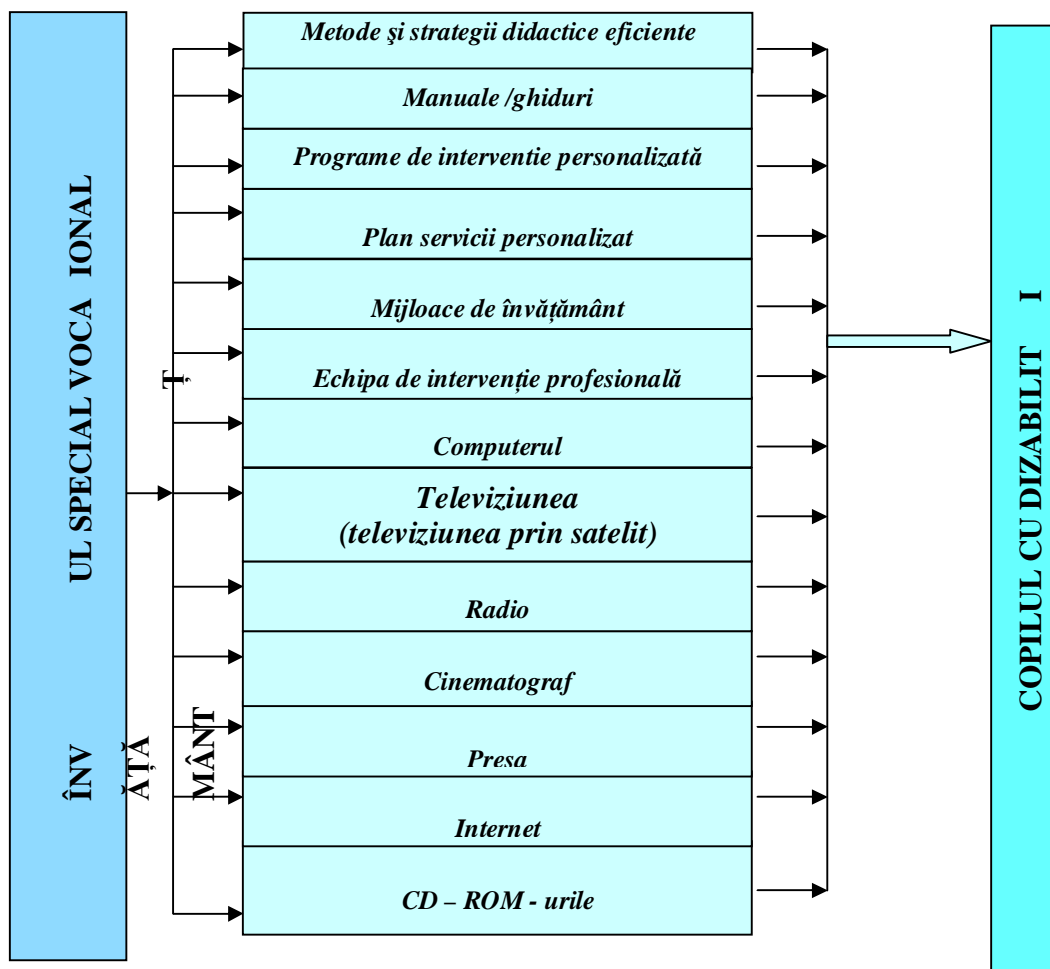 ÎNV
ĂȚĂ
MÂNT
UL SPECIAL VOCA IONAL
Ț
Metode şi strategii didactice eficiente
Manuale /ghiduri
Programe de interventie personalizată
Plan servicii personalizat
Mijloace de învățământ
Echipa de intervenție profesională
Computerul
Televiziunea
(televiziunea prin satelit)
Radio
Cinematograf
Presa
Internet
CD – ROM - urile
COPILUL CU DIZABILIT I